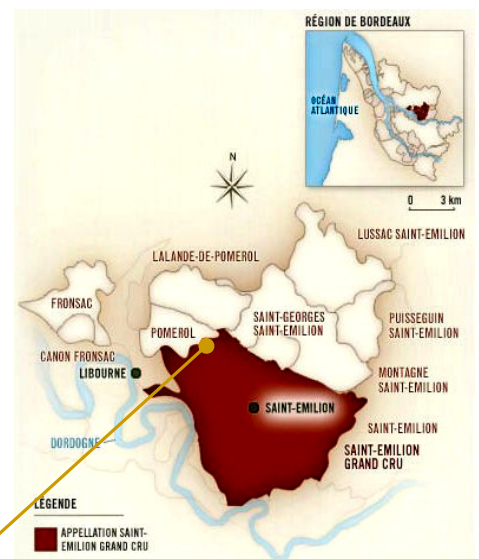 RÉGION DE BORDEAUX
OCÉAN
ATLANTIQUE
N
0 3 km
LUSSAC SAINT-EMILION
LALANDE-DE-POMEROL
FRONSAC
SAINT-GEORGES
SAINT-EMILION
PUISSEGUIN
SAINT-EMILION
POMEROL
CANON FRONSAC
LIBOURNE
MONTAGNE
SAINT-EMILION
SAINT-EMILION
SAINT-EMILION
DORDOGNE
SAINT-EMILION
GRAND CRU
LÉGENDE
APPELLATION SAINT-
EMILION GRAND CRU